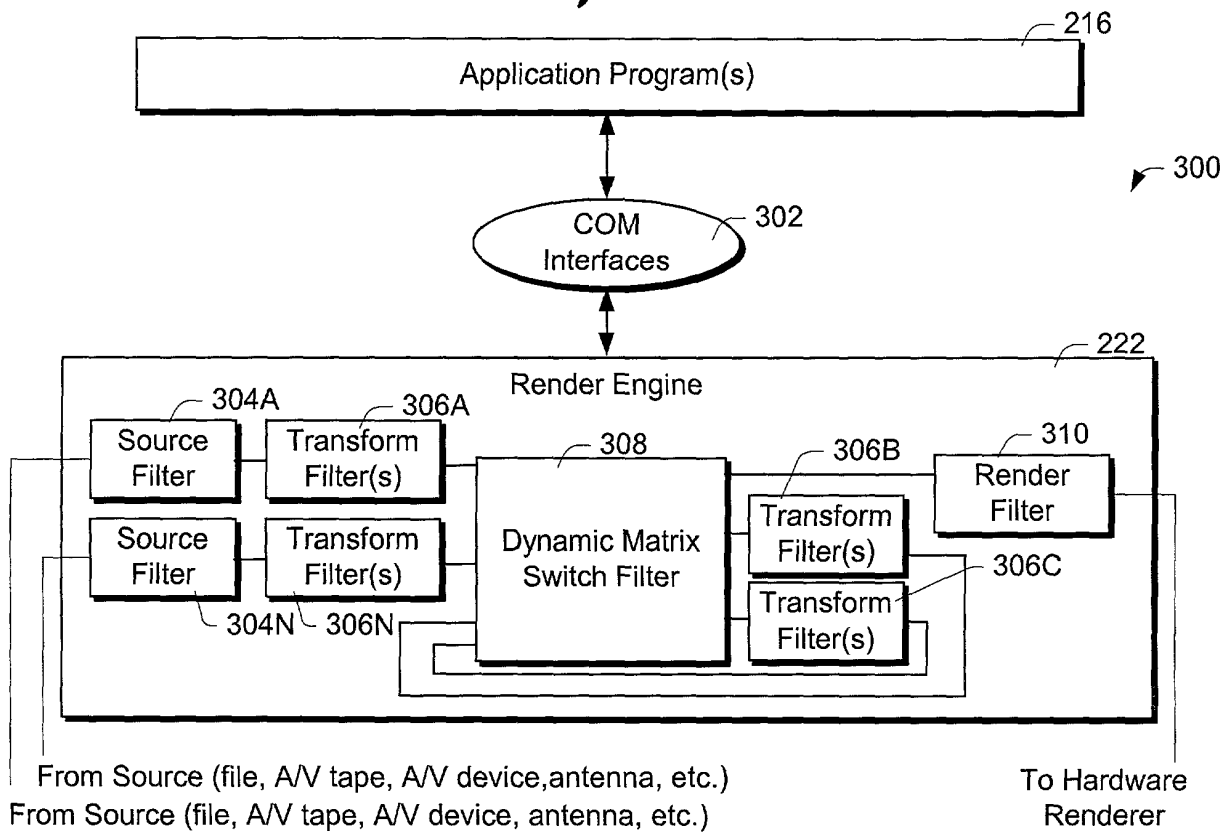 216
Application Program(s)
300
COM
Interfaces
302
222
Render Engine
304A
306A
Source
Filter
Transform
Filter(s)
308
306B
310
Render
Filter
Source
Filter
Transform
Filter(s)
Dynamic Matrix
Switch Filter
Transform
Filter(s)
306C
Transform
Filter(s)
304N
306N
From Source (file, A/V tape, A/V device,antenna, etc.)
From Source (file, A/V tape, A/V device, antenna, etc.)
To Hardware
Renderer